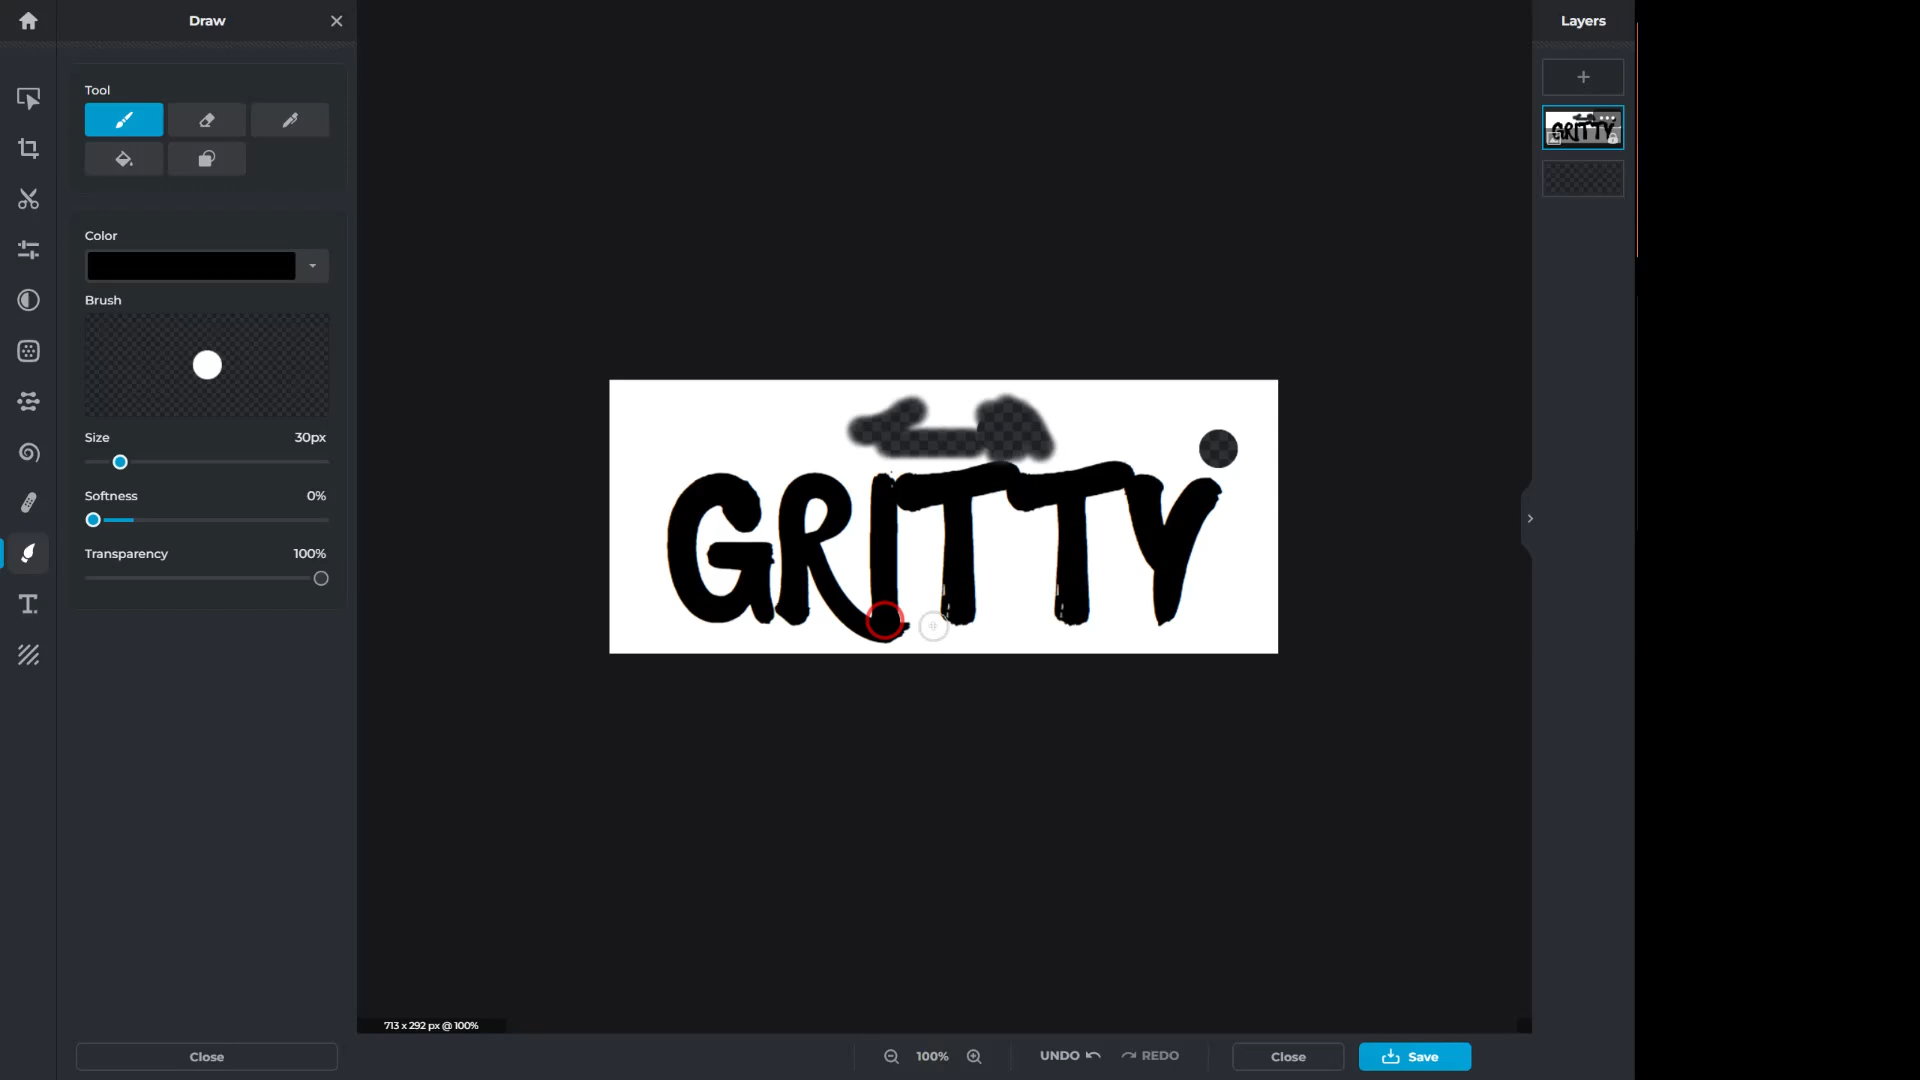 Draw
Layers
Tool
Color
Brush
Size 30px
Softness 0%
Transparency 100%
GRITTY
GRITTY
713 x 292 px @ 100%
Close
100%
UNDO
REDO
Close
Save